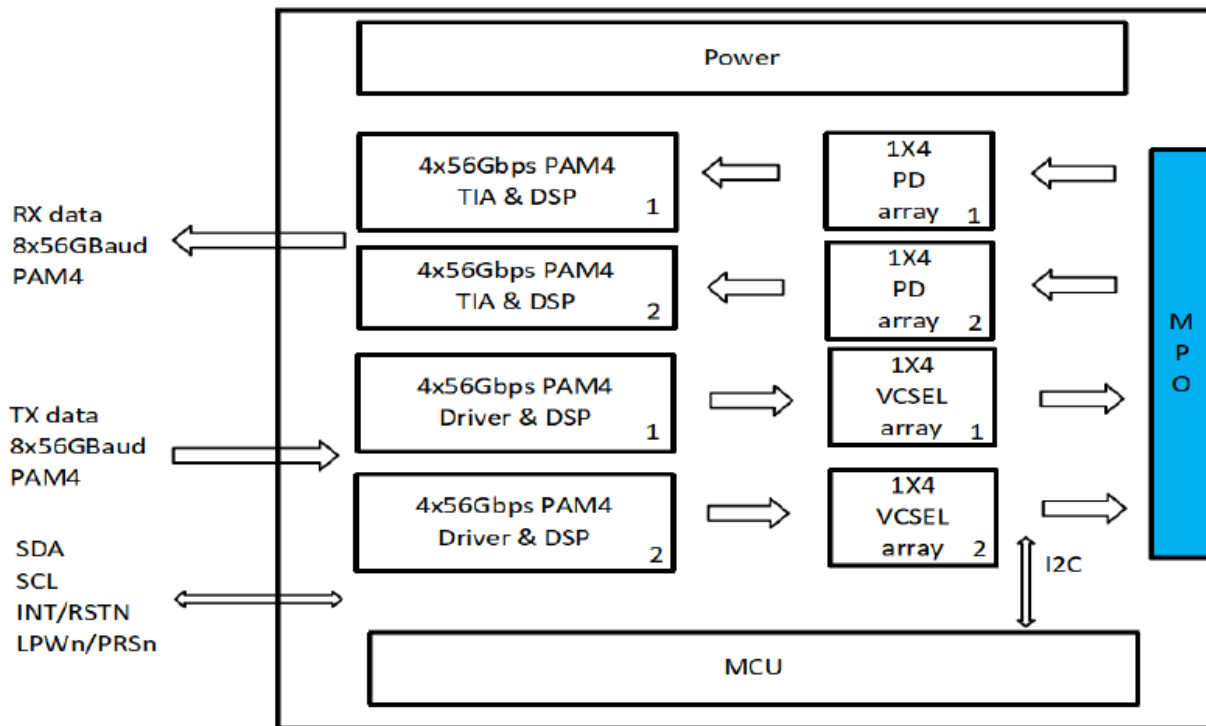 Power
4x56Gbps PAM4
TIA & DSP
1
1X4
PD
array 1
RX data
8x56GBaud
PAM4
4x56Gbps PAM4
TIA & DSP
2
1X4
PD
array 2
M
P
O
4x56Gbps PAM4
Driver & DSP
1
1X4
VCSEL
array 1
TX data
8x56GBaud
PAM4
4x56Gbps PAM4
Driver & DSP
2
1X4
VCSEL
array 2
SDA
SCL
INT/RSTN
LPWn/PRSn
I2C
MCU